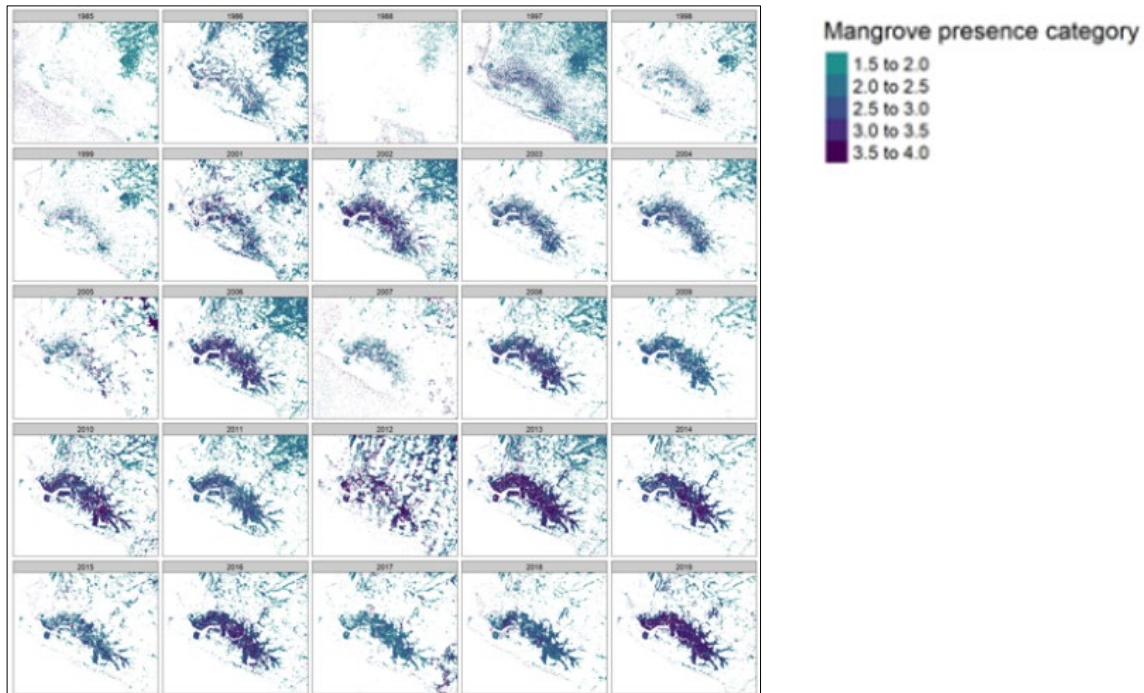 1985 1986 1988 1997 1998
Mangrove presence category
1.5 to 2.0
2.0 to 2.5
2.5 to 3.0
3.0 to 3.5
3.5 to 4.0
1999 2001 2002 2003 2004
2005 2006 2007 2008 2009
2010 2011 2012 2013 2014
2015 2016 2017 2018 2019